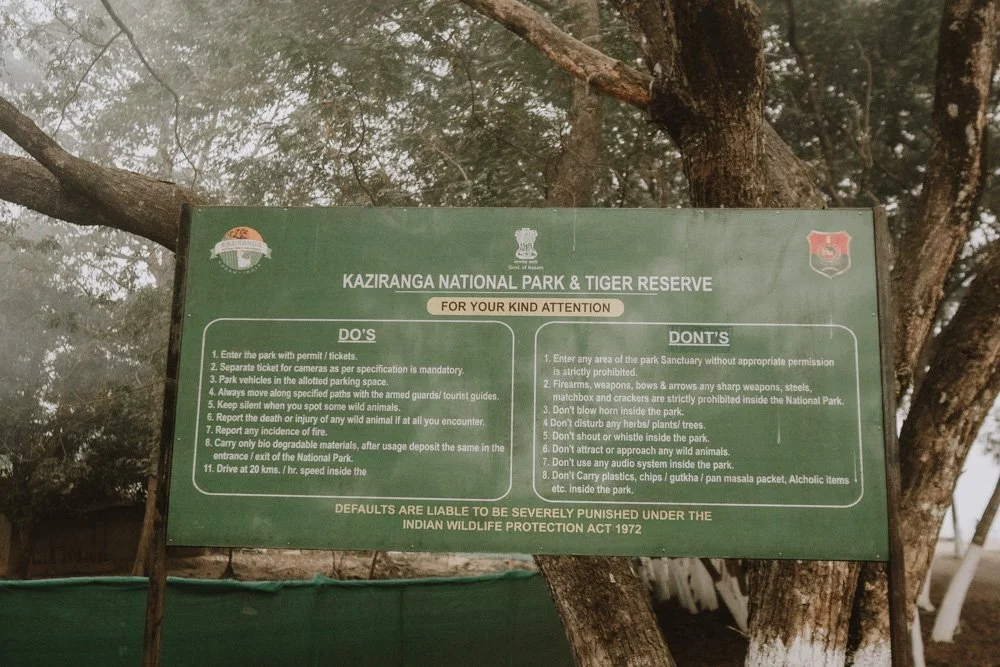 KAZIRANGA
Govt. of Assam
KAZIRANGA NATIONAL PARK & TIGER RESERVE
FOR YOUR KIND ATTENTION
DO'S
1. Enter the park with permit / tickets.
2. Separate ticket for cameras as per specification is mandatory.
3. Park vehicles in the allotted parking space.
4. Always move along specified paths with the armed guards/ tourist guides.
5. Keep silent when you spot some wild animals.
6. Report the death or injury of any wild animal if at all you encounter.
7. Report any incidence of fire.
8. Carry only bio degradable materials, after usage deposit the same in the
entrance / exit of the National Park.
11. Drive at 20 kms. / hr. speed inside the
DONT'S
1. Enter any area of the park Sanctuary without appropriate permission
is strictly prohibited.
2. Firearms, weapons, bows & arrows any sharp weapons, steels,
matchbox and crackers are strictly prohibited inside the National Park.
3. Don't blow horn inside the park.
4 Don't disturb any herbs/ plants/ trees.
5. Don't shout or whistle inside the park.
6. Don't attract or approach any wild animals.
7. Don't use any audio system inside the park.
8. Don't Carry plastics, chips / gutkha / pan masala packet, Alcholic items
etc. inside the park.
DEFAULTS ARE LIABLE TO BE SEVERELY PUNISHED UNDER THE
INDIAN WILDLIFE PROTECTION ACT 1972